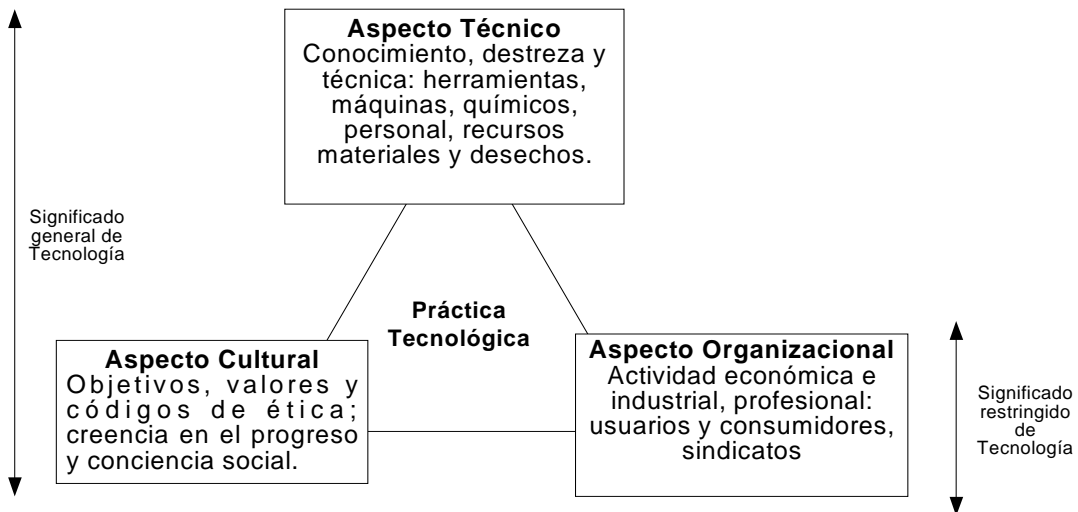 Aspecto Técnico
Conocimiento, destreza y
técnica: herramientas,
máquinas, químicos,
personal, recursos
materiales y desechos.
Significado
general de
Tecnología
Práctica
Tecnológica
Aspecto Cultural
Objetivos, valores y
códigos de ética;
creencia en el progreso
y conciencia social.
Aspecto Organizacional
Actividad económica e
industrial, profesional:
usuarios y consumidores,
sindicatos
Significado
restringido
de
Tecnología